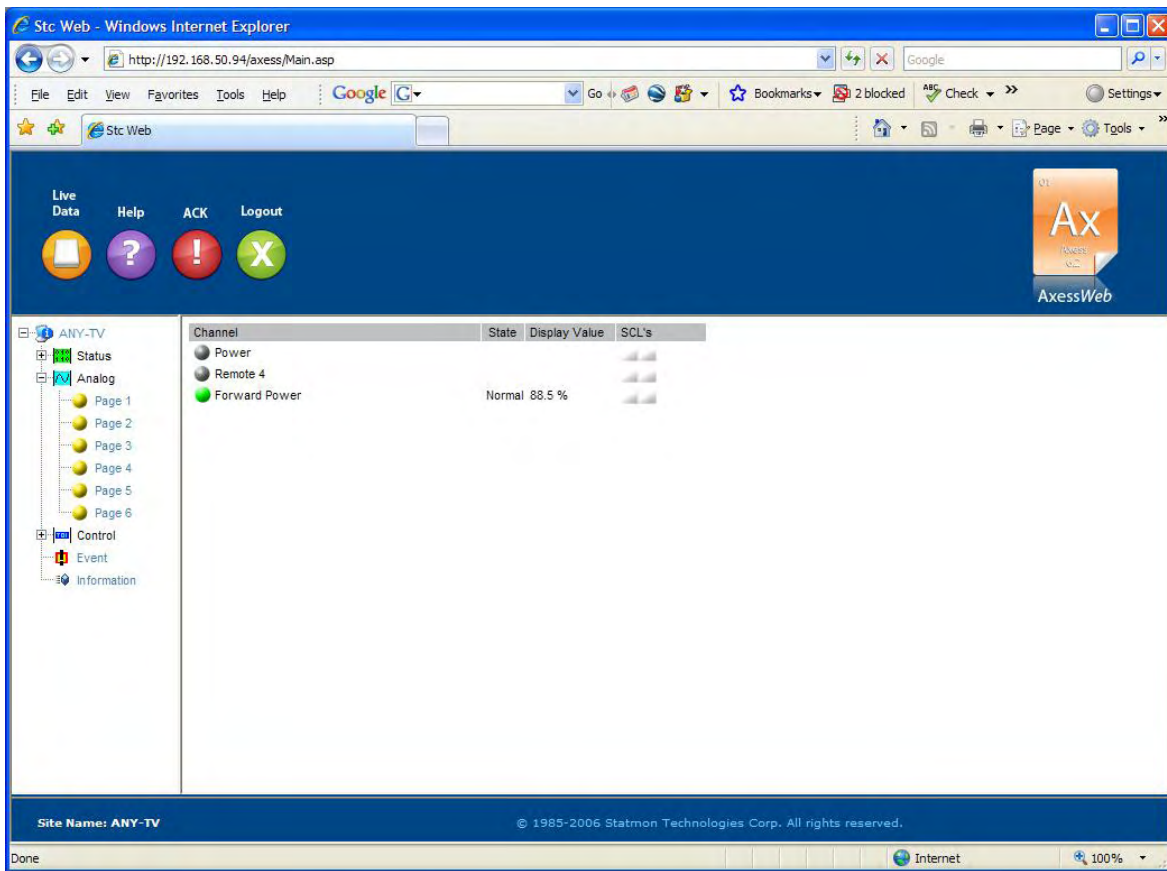 Stc Web - Windows Internet Explorer
http://192.168.50.94/axess/Main.asp
Google
File Edit View Favorites Tools Help Google G Go Bookmarks 2 blocked ABC Check >> Settings
Stc Web Page Tools >>
Live Data Help ACK Logout
01
Ax
Axess
v.2
AxessWeb
ANY-TV
Status
Analog
Page 1
Page 2
Page 3
Page 4
Page 5
Page 6
Control
Event
Information
Channel State Display Value SCL's
Power
Remote 4
Forward Power Normal 88.5 %
Site Name: ANY-TV © 1985-2006 Statmon Technologies Corp. All rights reserved.
Done Internet 100%